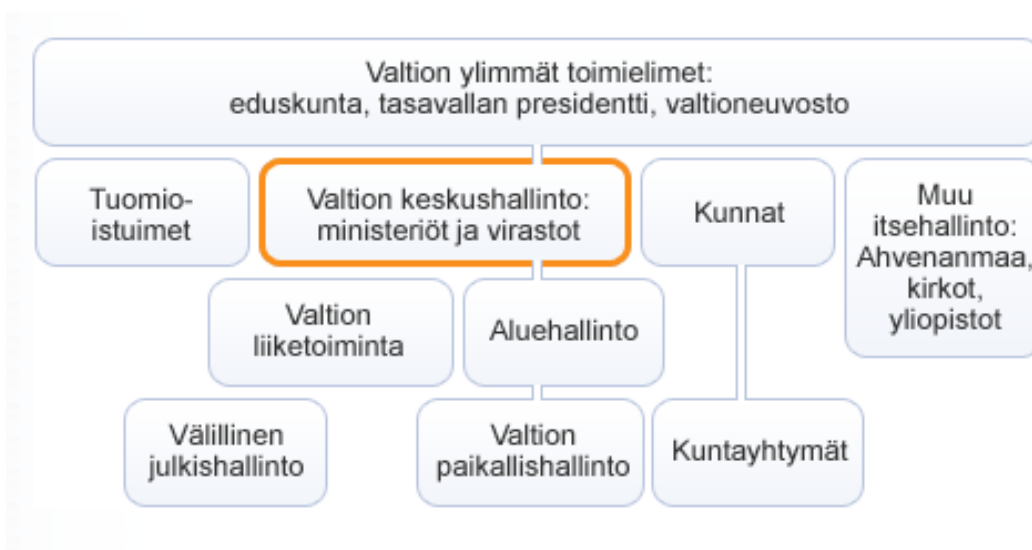 Valtion ylimmät toimielimet:
eduskunta, tasavallan presidentti, valtioneuvosto
Tuomio-
istuimet
Valtion keskushallinto:
ministeriöt ja virastot
Kunnat
Muu
itsehallinto:
Ahvenanmaa,
kirkot,
yliopistot
Valtion
liiketoiminta
Aluehallinto
Välillinen
julkishallinto
Valtion
paikallishallinto
Kuntayhtymät